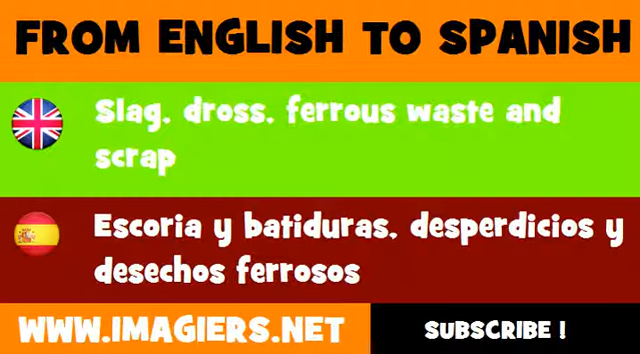 FROM ENGLISH TO SPANISH
Slag, dross, ferrous waste and
scrap
Escoria y batiduras, desperdicios y
desechos ferrosos
WWW.IMAGIERS.NET
SUBSCRIBE !